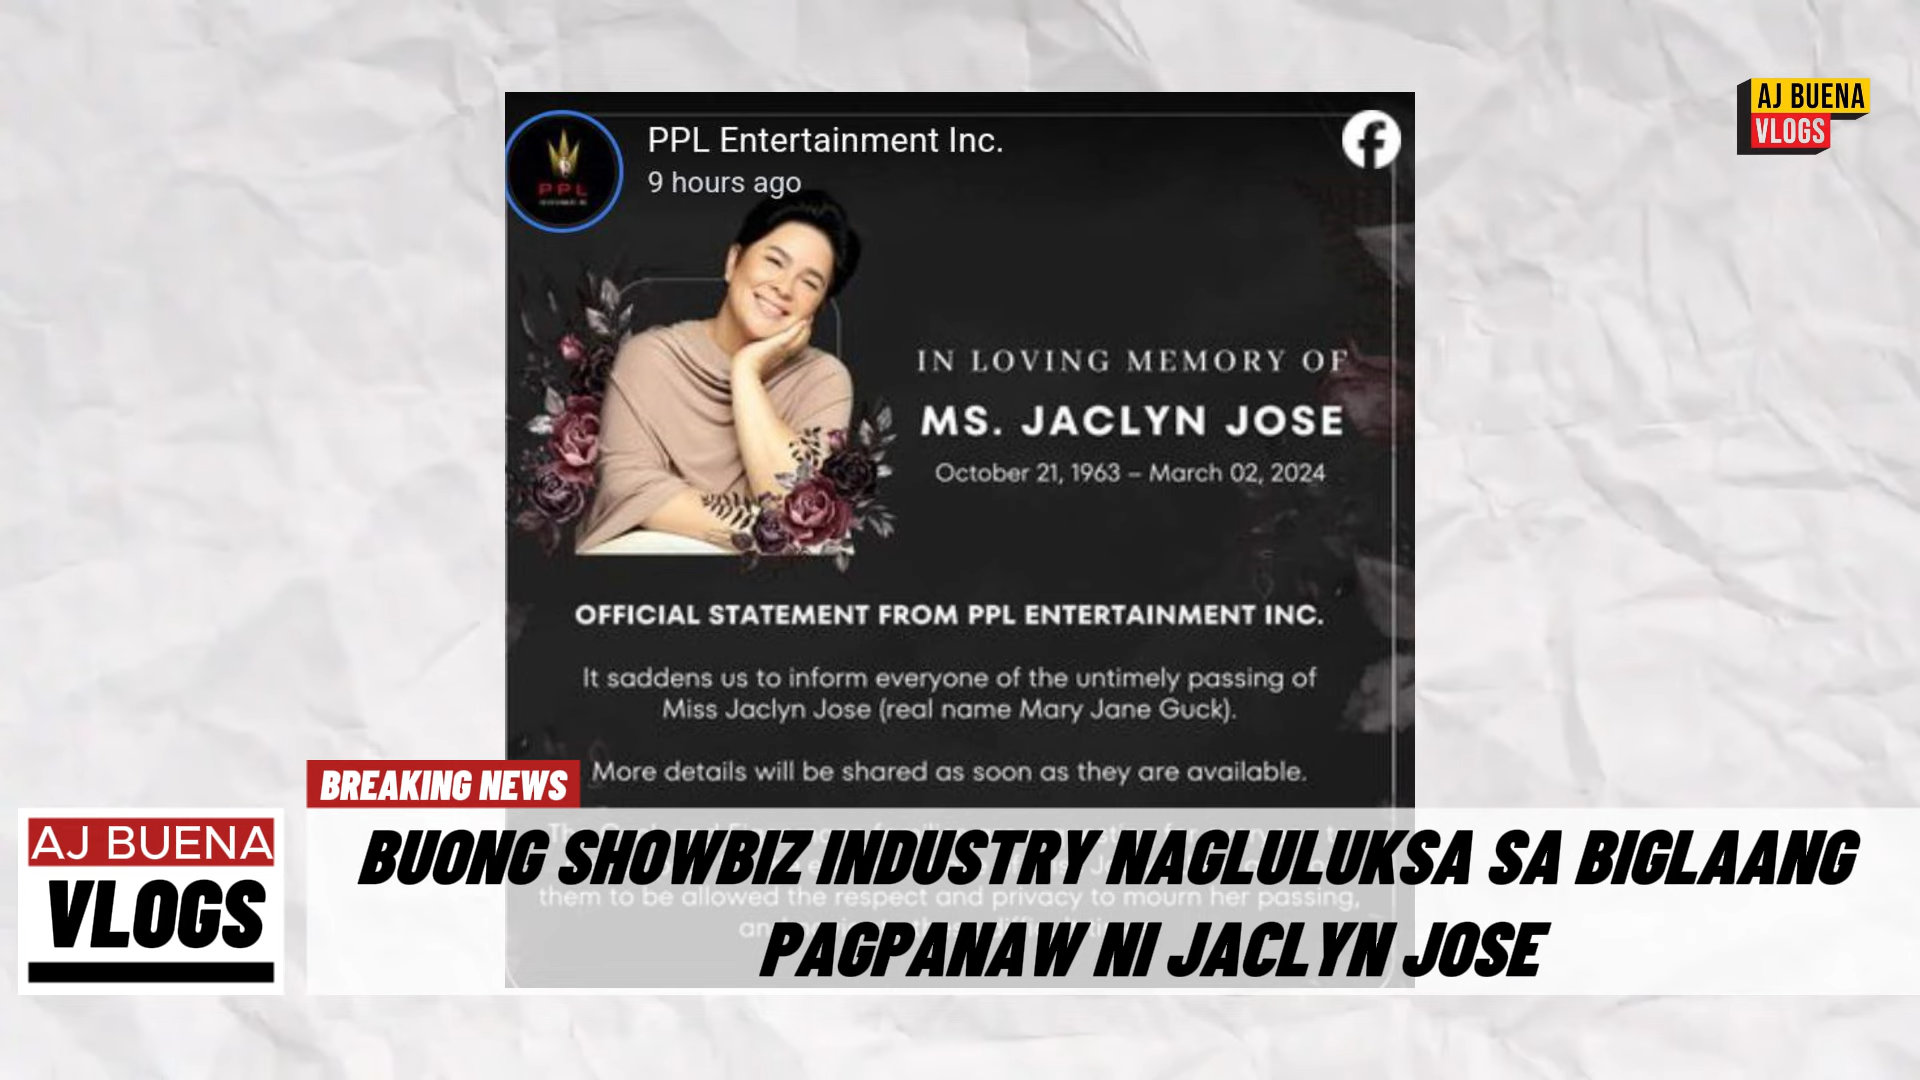 AJ BUENA
VLOGS
PPL Entertainment Inc.
9 hours ago
PPL
IN LOVING MEMORY OF
MS. JACLYN JOSE
October 21, 1963 – March 02, 2024
OFFICIAL STATEMENT FROM PPL ENTERTAINMENT INC.
It saddens us to inform everyone of the untimely passing of
Miss Jaclyn Jose (real name Mary Jane Guck).
More details will be shared as soon as they are available.
them to be allowed the respect and privacy to mourn her passing,
BREAKING NEWS
AJ BUENA
VLOGS
BUONG SHOWBIZ INDUSTRY NAGLULUKSA SA BIGLAANG
PAGPANAW NI JACLYN JOSE